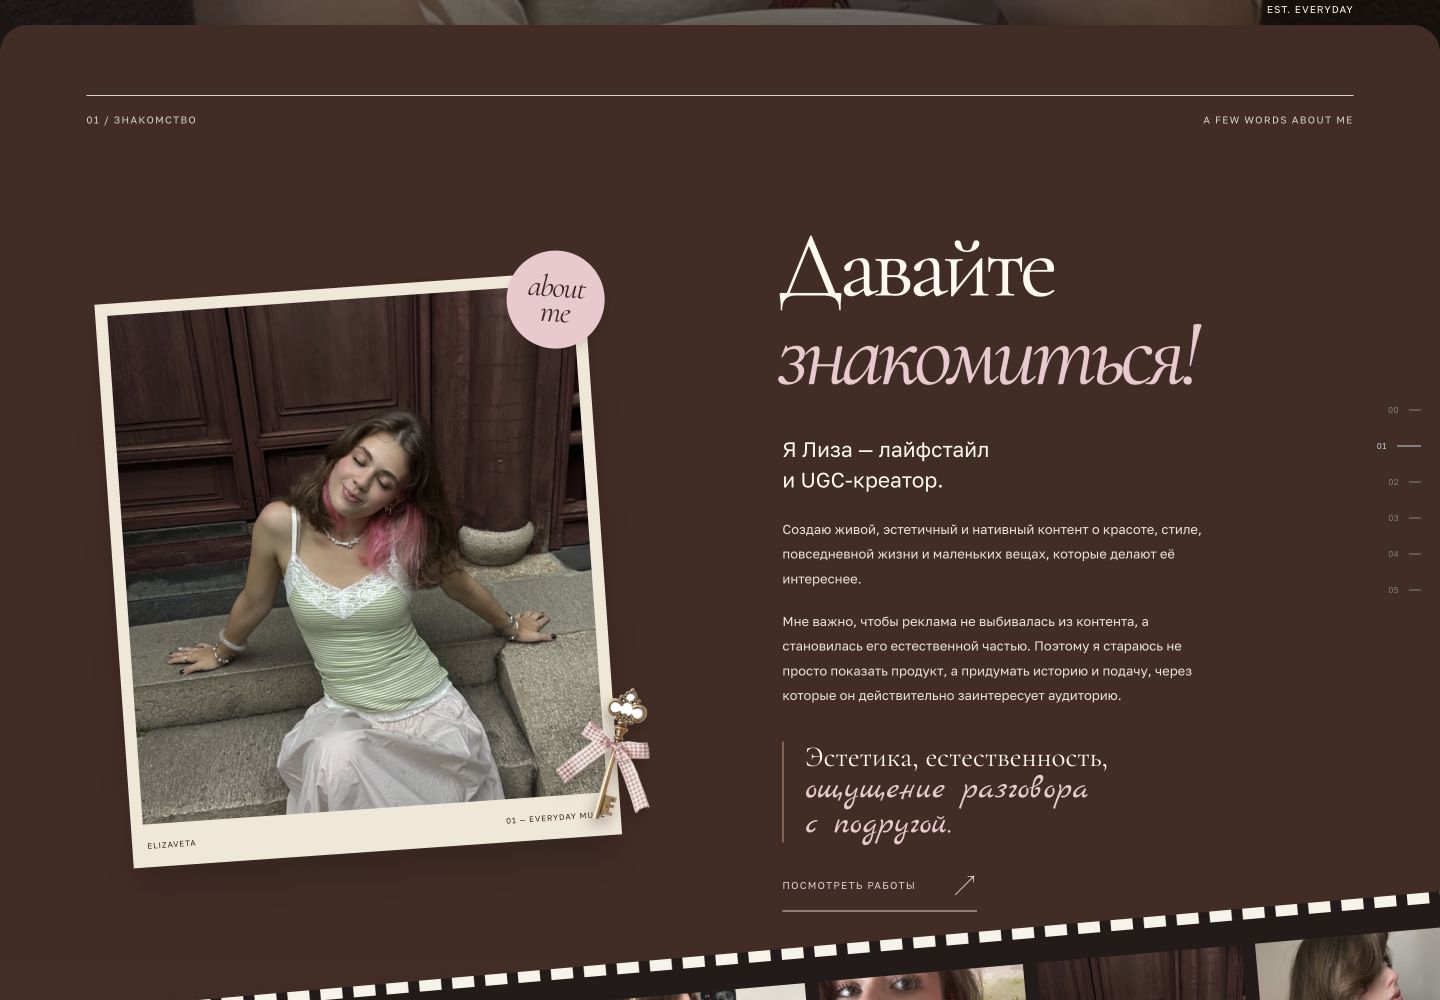 EST. EVERYDAY
01 / ЗНАКОМСТВО
A FEW WORDS ABOUT ME
about
me
01 — EVERYDAY
ELIZAVETA
Давайте
знакомиться!
Я Лиза — лайфстайл
и UGC-креатор.
Создаю живой, эстетичный и нативный контент о красоте, стиле,
повседневной жизни и маленьких вещах, которые делают её
интереснее.
Мне важно, чтобы реклама не выбивалась из контента, а
становилась его естественной частью. Поэтому я стараюсь не
просто показать продукт, а придумать историю и подачу, через
которые он действительно заинтересует аудиторию.
Эстетика, естественность,
ощущение разговора
с подругой.
ПОСМОТРЕТЬ РАБОТЫ
00
01
02
03
04
05